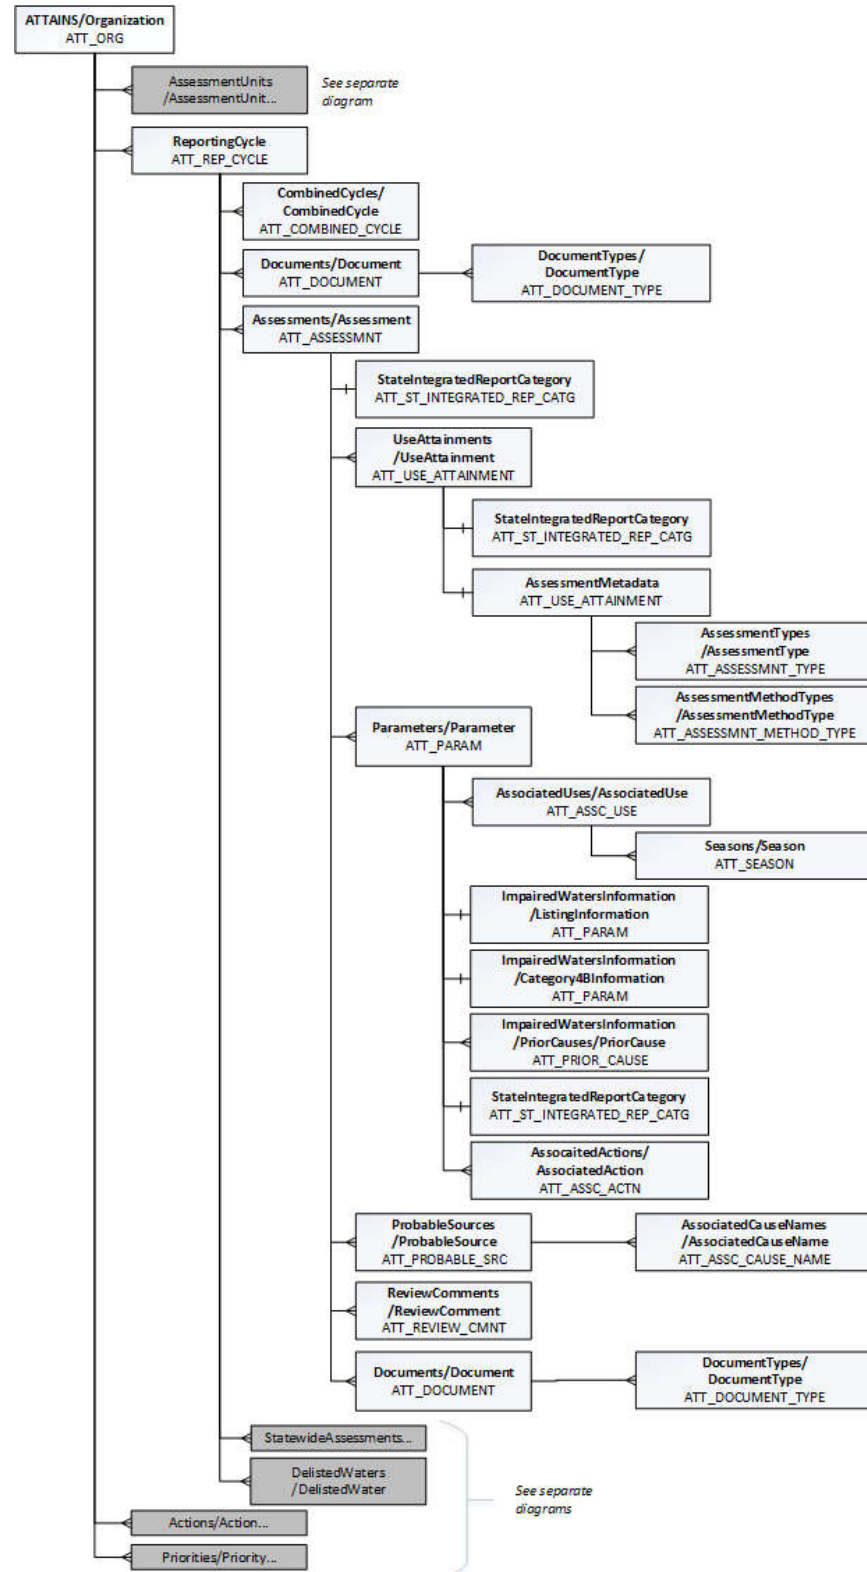 ATTAINS/Organization
ATT_ORG
AssessmentUnits
/AssessmentUnit...
See separate
diagram
ReportingCycle
ATT_REP_CYCLE
CombinedCycles/
CombinedCycle
ATT_COMBINED_CYCLE
Documents/Document
ATT_DOCUMENT
DocumentTypes/
DocumentType
ATT_DOCUMENT_TYPE
Assessments/Assessment
ATT_ASSESSMNT
StateIntegratedReportCategory
ATT_ST_INTEGRATED_REP_CATG
UseAttainments
/UseAttainment
ATT_USE_ATTAINMENT
StateIntegratedReportCategory
ATT_ST_INTEGRATED_REP_CATG
AssessmentMetadata
ATT_USE_ATTAINMENT
AssessmentTypes
/AssessmentType
ATT_ASSESSMNT_TYPE
AssessmentMethodTypes
/AssessmentMethodType
ATT_ASSESSMNT_METHOD_TYPE
Parameters/Parameter
ATT_PARAM
AssociatedUses/AssociatedUse
ATT_ASSC_USE
Seasons/Season
ATT_SEASON
ImpairedWatersInformation
/ListingInformation
ATT_PARAM
ImpairedWatersInformation
/Category4BInformation
ATT_PARAM
ImpairedWatersInformation
/PriorCauses/PriorCause
ATT_PRIOR_CAUSE
StateIntegratedReportCategory
ATT_ST_INTEGRATED_REP_CATG
AssocaitedActions/
AssociatedAction
ATT_ASSC_ACTN
ProbableSources
/ProbableSource
ATT_PROBABLE_SRC
AssociatedCauseNames
/AssociatedCauseName
ATT_ASSC_CAUSE_NAME
ReviewComments
/ReviewComment
ATT_REVIEW_CMNT
Documents/Document
ATT_DOCUMENT
DocumentTypes/
DocumentType
ATT_DOCUMENT_TYPE
StatewideAssessments...
DelistedWaters
/DelistedWater
See separate
diagrams
Actions/Action...
Priorities/Priority...